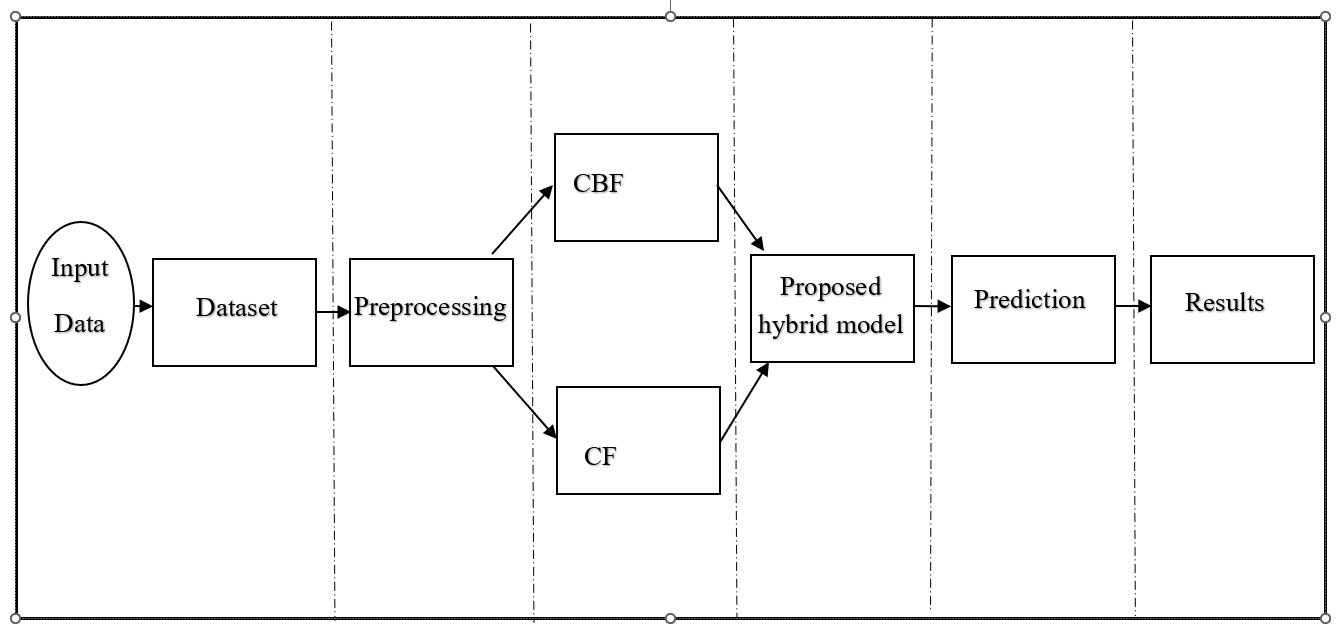 Input
Data
Dataset
Preprocessing
CBF
CF
Proposed
hybrid model
Prediction
Results